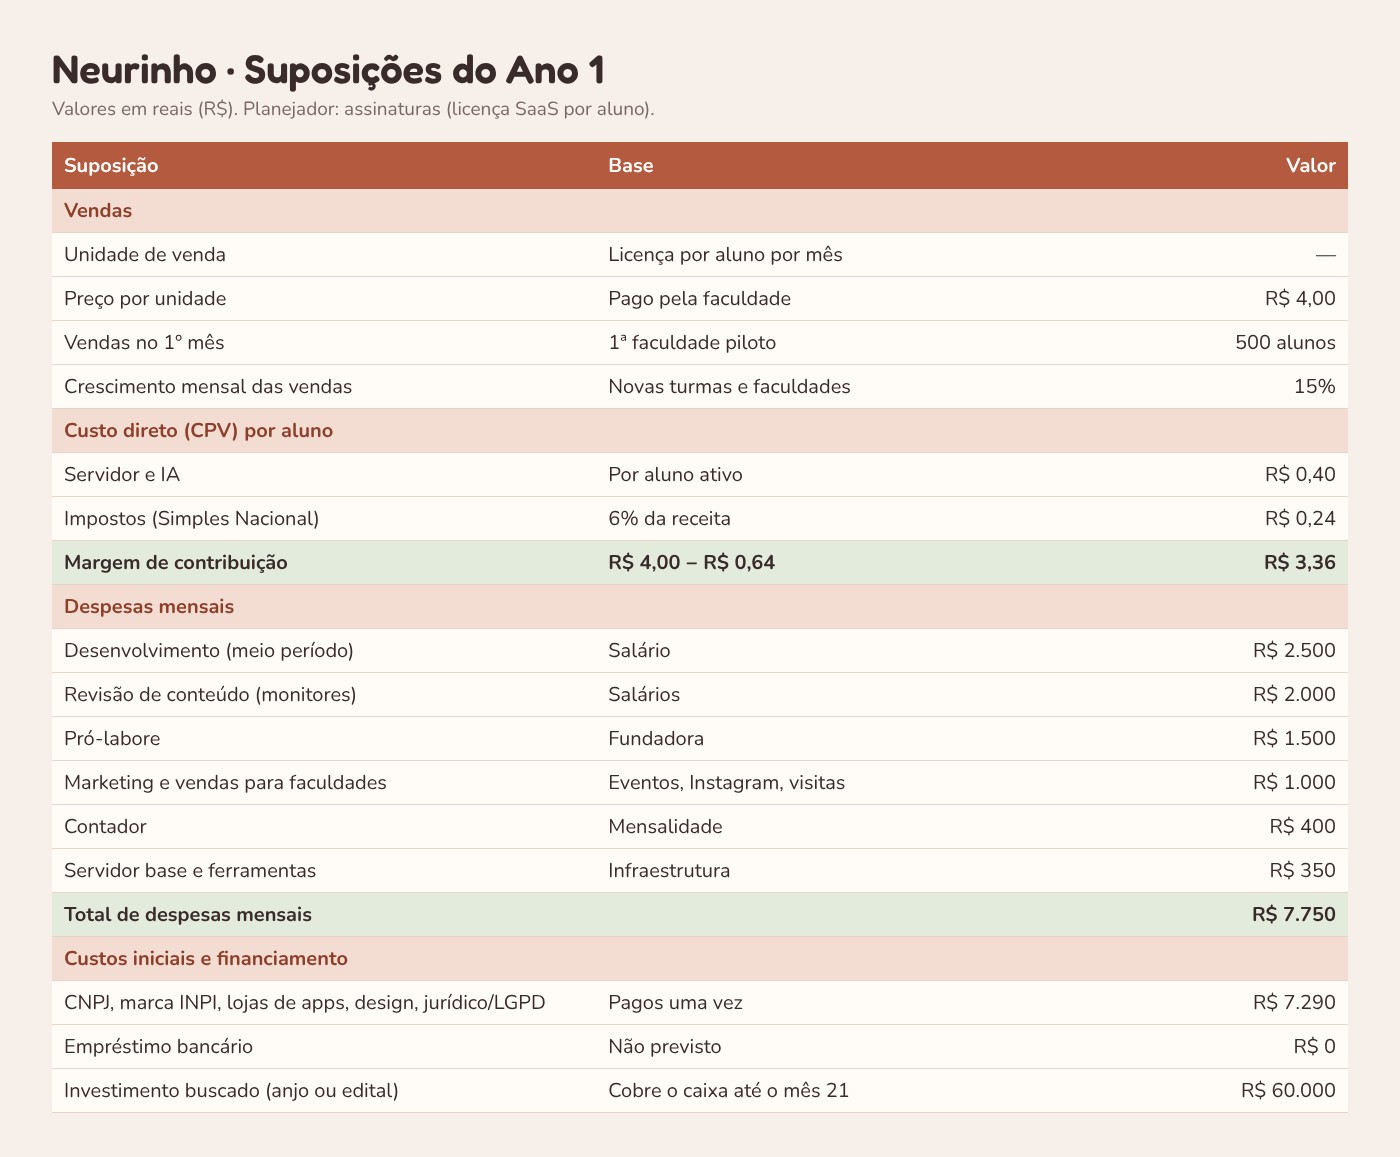 Neurinho · Suposições do Ano 1
Valores em reais (R$). Planejador: assinaturas (licença SaaS por aluno).
Suposição Base Valor
Vendas
Unidade de venda Licença por aluno por mês —
Preço por unidade Pago pela faculdade R$ 4,00
Vendas no 1º mês 1ª faculdade piloto 500 alunos
Crescimento mensal das vendas Novas turmas e faculdades 15%
Custo direto (CPV) por aluno
Servidor e IA Por aluno ativo R$ 0,40
Impostos (Simples Nacional) 6% da receita R$ 0,24
Margem de contribuição R$ 4,00 – R$ 0,64 R$ 3,36
Despesas mensais
Desenvolvimento (meio período) Salário R$ 2.500
Revisão de conteúdo (monitores) Salários R$ 2.000
Pró-labore Fundadora R$ 1.500
Marketing e vendas para faculdades Eventos, Instagram, visitas R$ 1.000
Contador Mensalidade R$ 400
Servidor base e ferramentas Infraestrutura R$ 350
Total de despesas mensais R$ 7.750
Custos iniciais e financiamento
CNPJ, marca INPI, lojas de apps, design, jurídico/LGPD Pagos uma vez R$ 7.290
Empréstimo bancário Não previsto R$ 0
Investimento buscado (anjo ou edital) Cobre o caixa até o mês 21 R$ 60.000